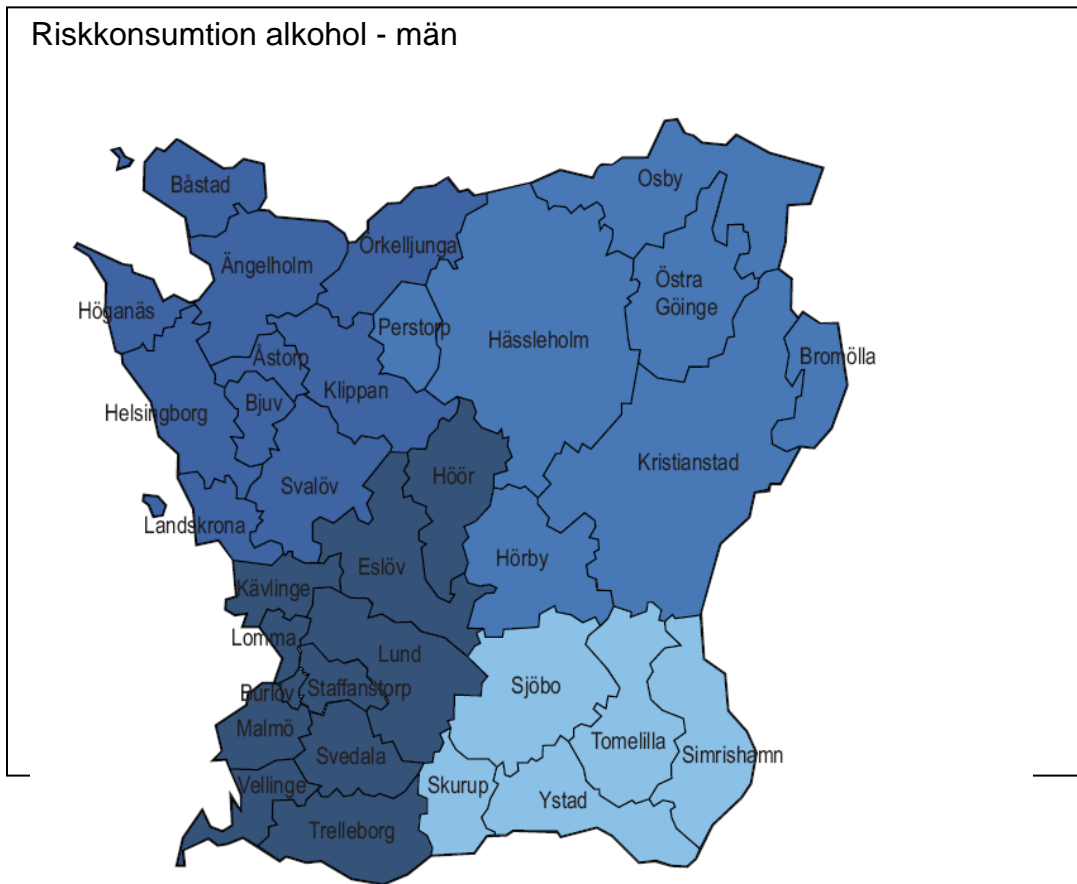 Riskkonsumtion alkohol - män
Osby
Båstad
Örkelljunga
Ängelholm
Östra
Göinge
Höganäs
Perstorp
Hässleholm
Åstorp
Bromölla
Klippan
Bjuv
Helsingborg
Kristianstad
Höör
Svalöv
Landskrona
Hörby
Eslöv
Kävlinge
Lomma
Lund
Sjöbo
Staffanstorp
Burlöv
Malmö
Tomelilla
Svedala
Simrishamn
Vellinge
Skurup
Ystad
Trelleborg